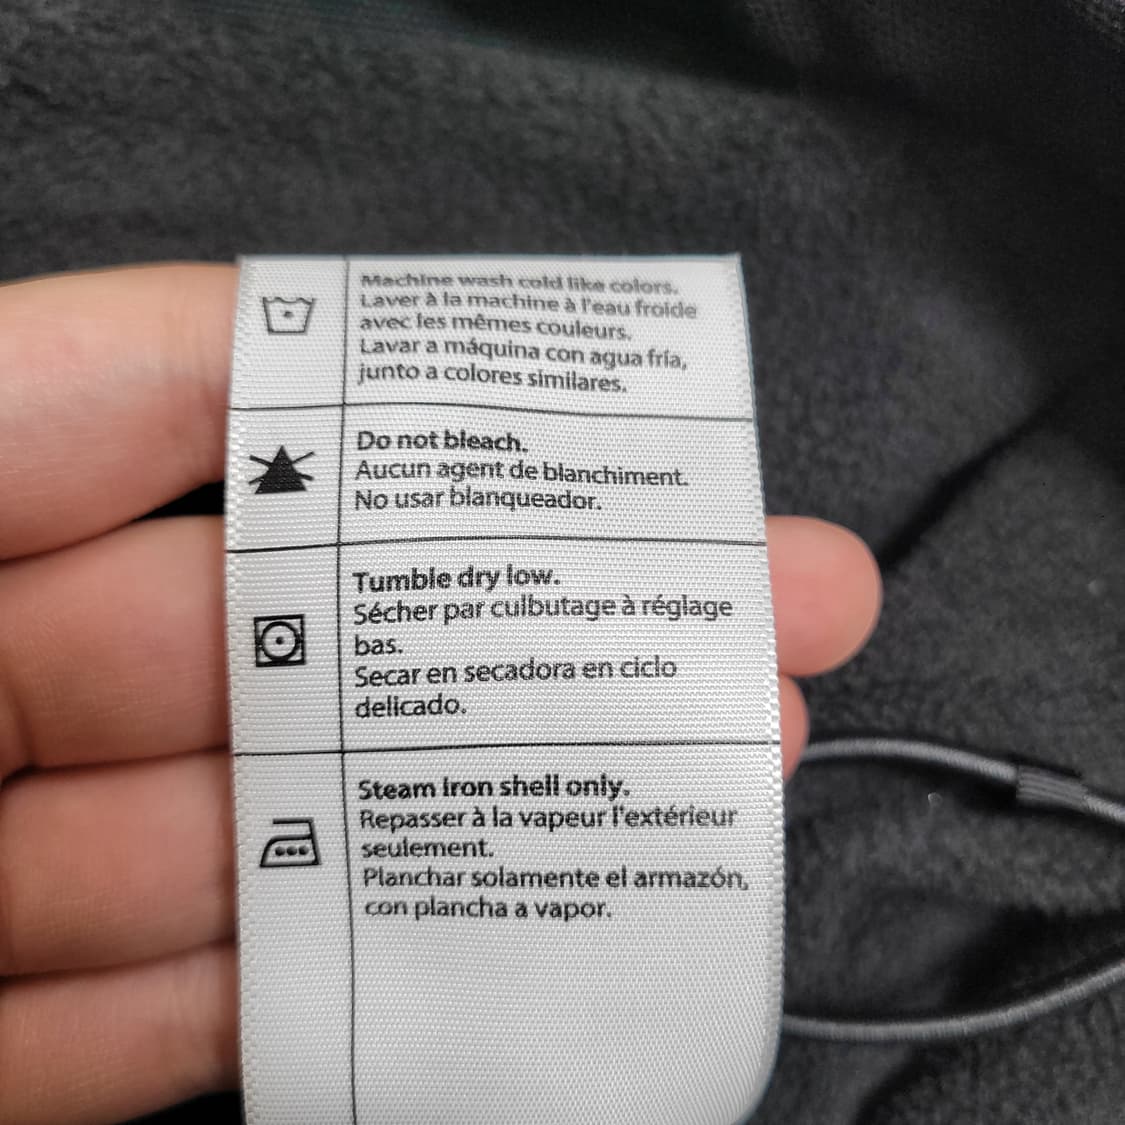 Machine wash cold like colors.
Laver à la machine à l'eau froide
avec les mêmes couleurs.
Lavar a máquina con agua fría,
junto a colores similares.
Do not bleach.
Aucun agent de blanchiment.
No usar blanqueador.
Tumble dry low.
Sécher par culbutage à réglage
bas.
Secar en secadora en ciclo
delicado.
Steam iron shell only.
Repasser à la vapeur l'extérieur
seulement.
Planchar solamente el armazón,
con plancha a vapor.